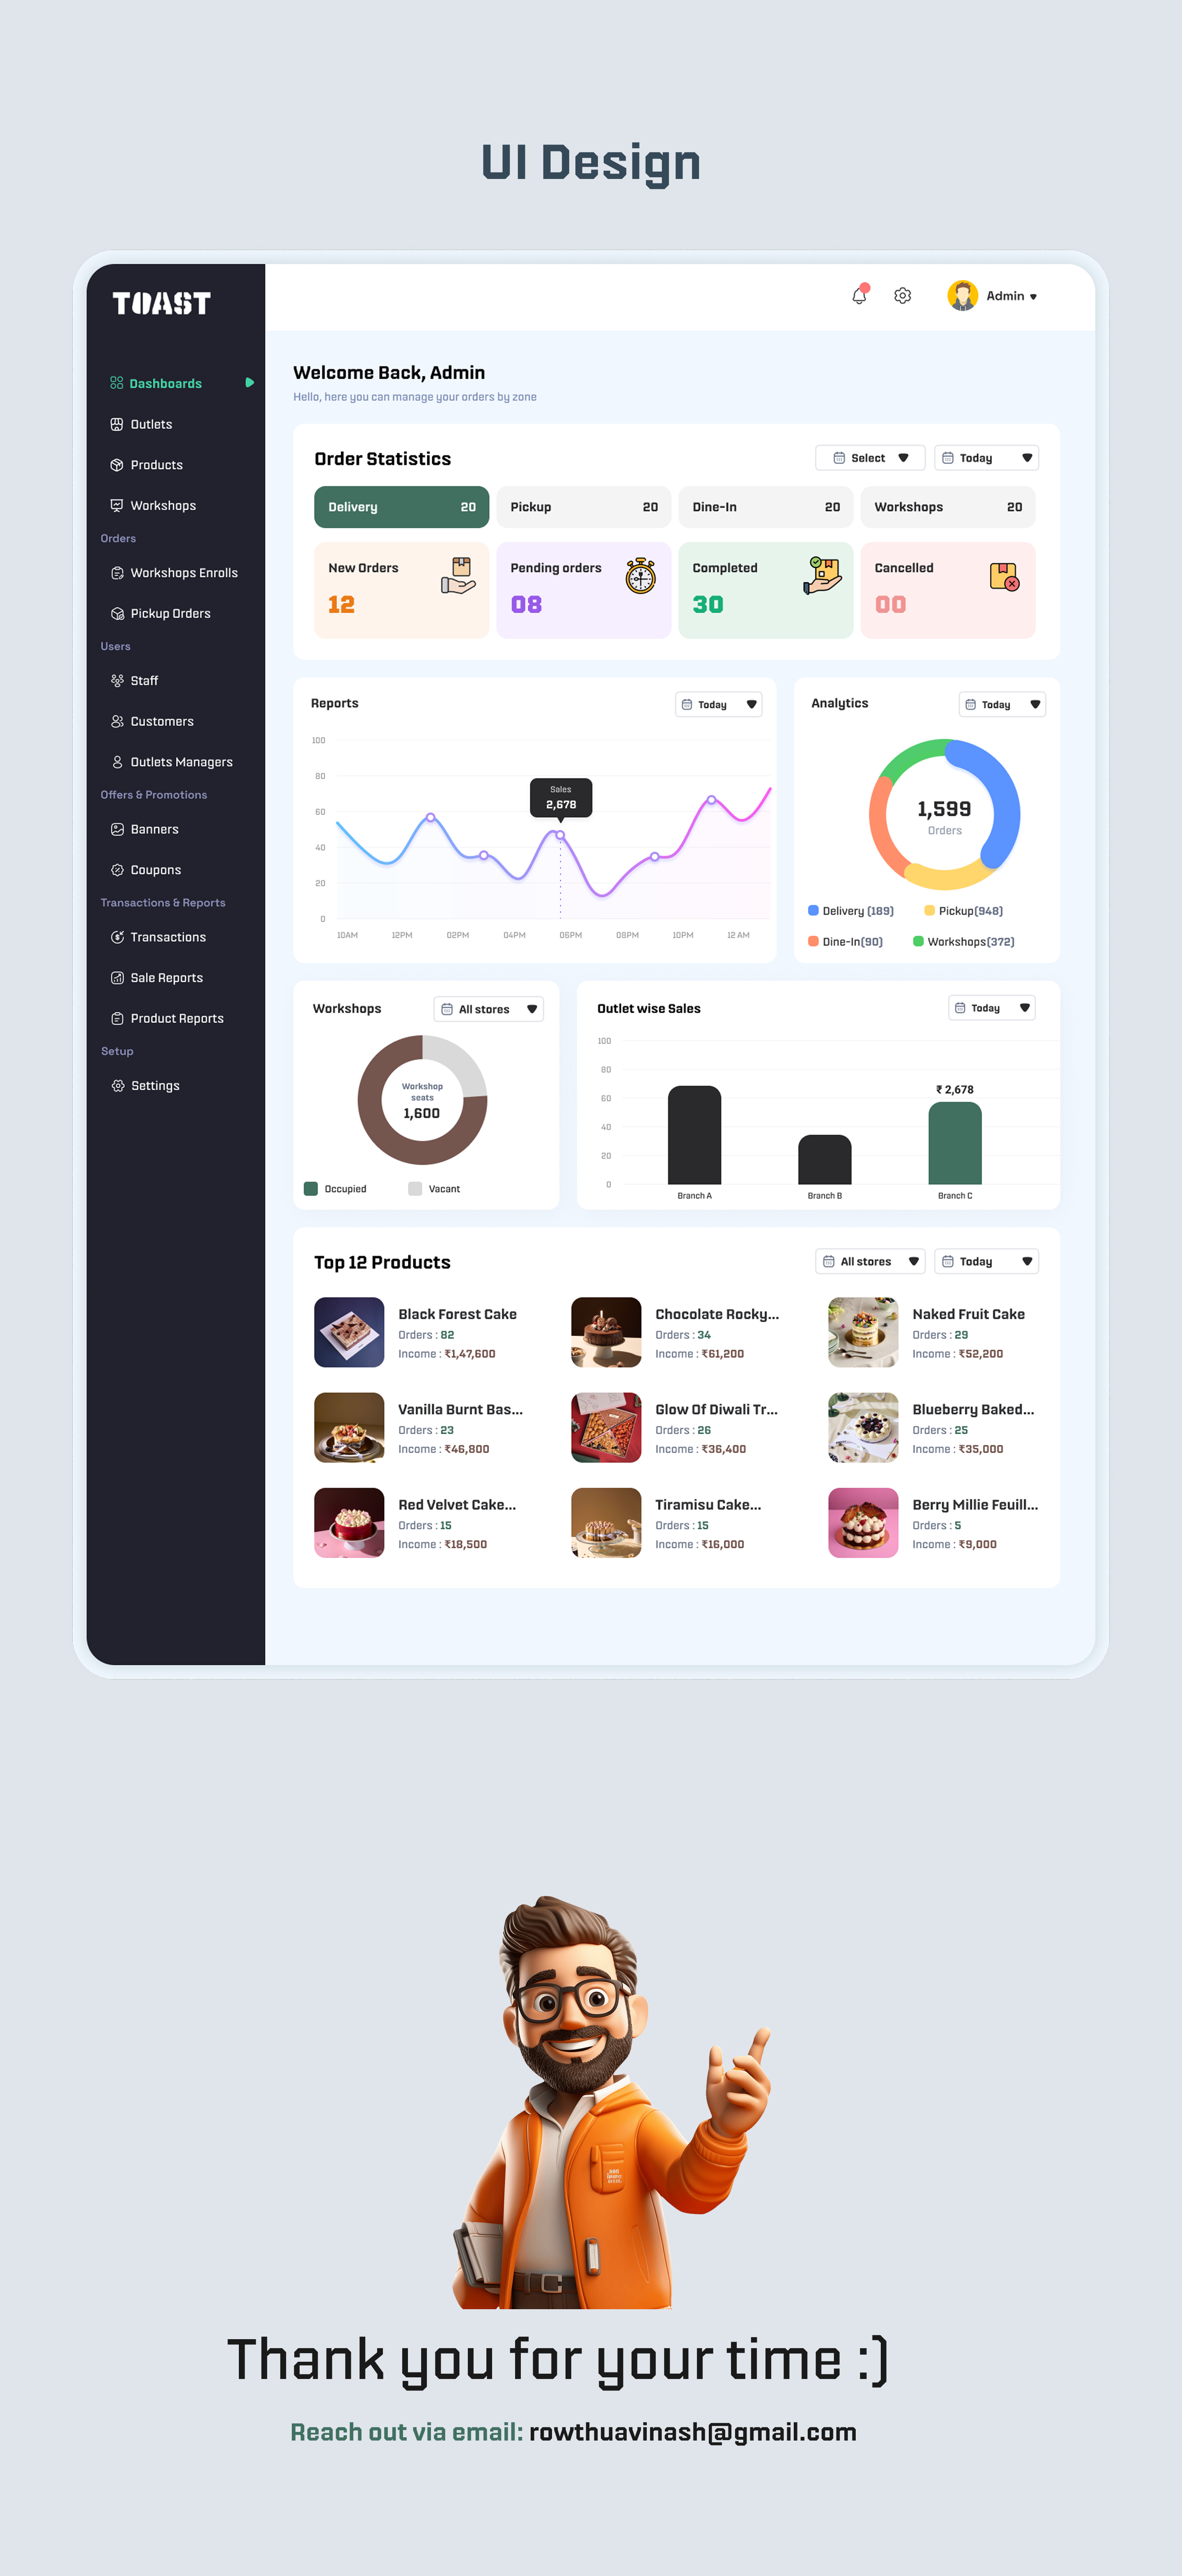 UI Design
TOAST
Admin
Dashboards
Outlets
Products
Workshops
Orders
Workshops Enrolls
Pickup Orders
Users
Staff
Customers
Outlets Managers
Offers & Promotions
Banners
Coupons
Transactions & Reports
Transactions
Sale Reports
Product Reports
Setup
Settings
Welcome Back, Admin
Hello, here you can manage your orders by zone
Order Statistics
Select
Today
Delivery 20
Pickup 20
Dine-In 20
Workshops 20
New Orders
12
Pending orders
08
Completed
30
Cancelled
00
Reports
Today
100
80
60
40
20
0
Sales
2,678
10AM 12PM 02PM 04PM 06PM 08PM 10PM 12 AM
Analytics
Today
1,599
Orders
Delivery (189)
Pickup(948)
Dine-In(90)
Workshops(372)
Workshops
All stores
Workshop
seats
1,600
Occupied
Vacant
Outlet wise Sales
Today
100
80
60
40
20
0
₹ 2,678
Branch A
Branch B
Branch C
Top 12 Products
All stores
Today
Black Forest Cake
Orders : 82
Income : ₹1,47,600
Chocolate Rocky...
Orders : 34
Income : ₹61,200
Naked Fruit Cake
Orders : 29
Income : ₹52,200
Vanilla Burnt Bas...
Orders : 23
Income : ₹46,800
Glow Of Diwali Tr...
Orders : 26
Income : ₹36,400
Blueberry Baked...
Orders : 25
Income : ₹35,000
Red Velvet Cake...
Orders : 15
Income : ₹18,500
Tiramisu Cake...
Orders : 15
Income : ₹16,000
Berry Millie Feuill...
Orders : 5
Income : ₹9,000
Thank you for your time :)
Reach out via email: rowthuavinash@gmail.com